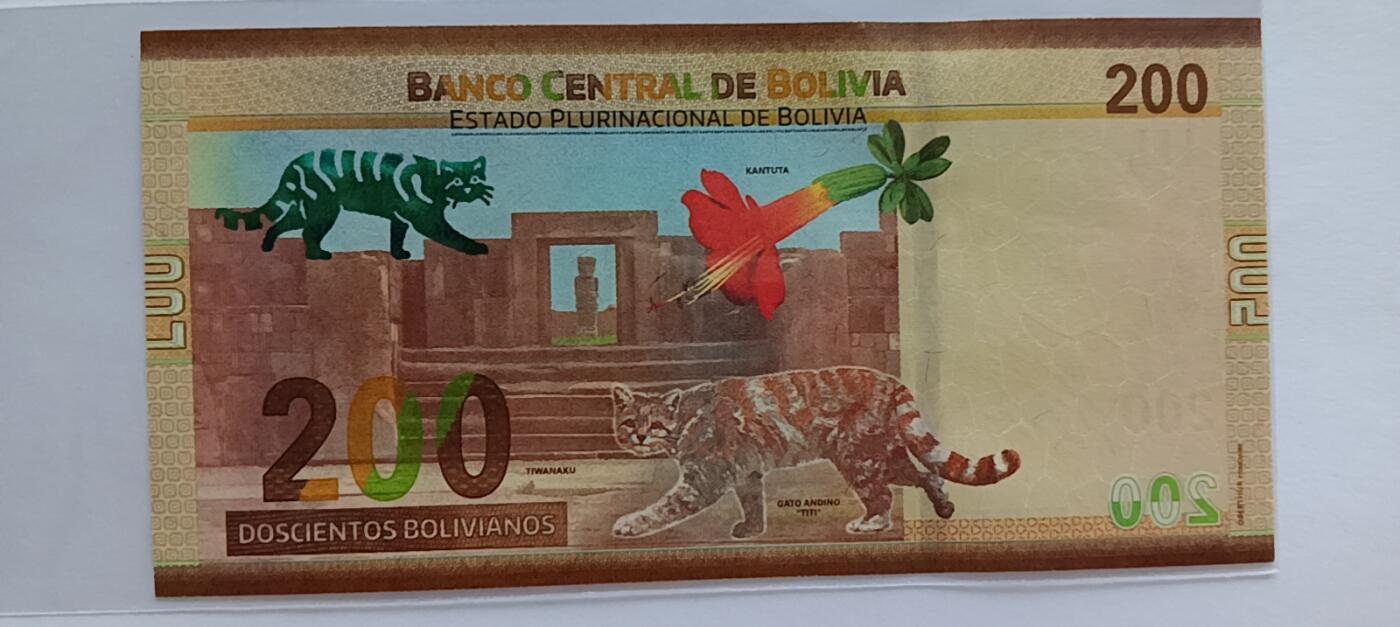 BANCO CENTRAL DE BOLIVIA
200
ESTADO PLURINACIONAL DE BOLIVIA
KANTUTA
200
200
200
TIWANAKU
GATO ANDINO
"TITI"
200
DOSCIENTOS BOLIVIANOS